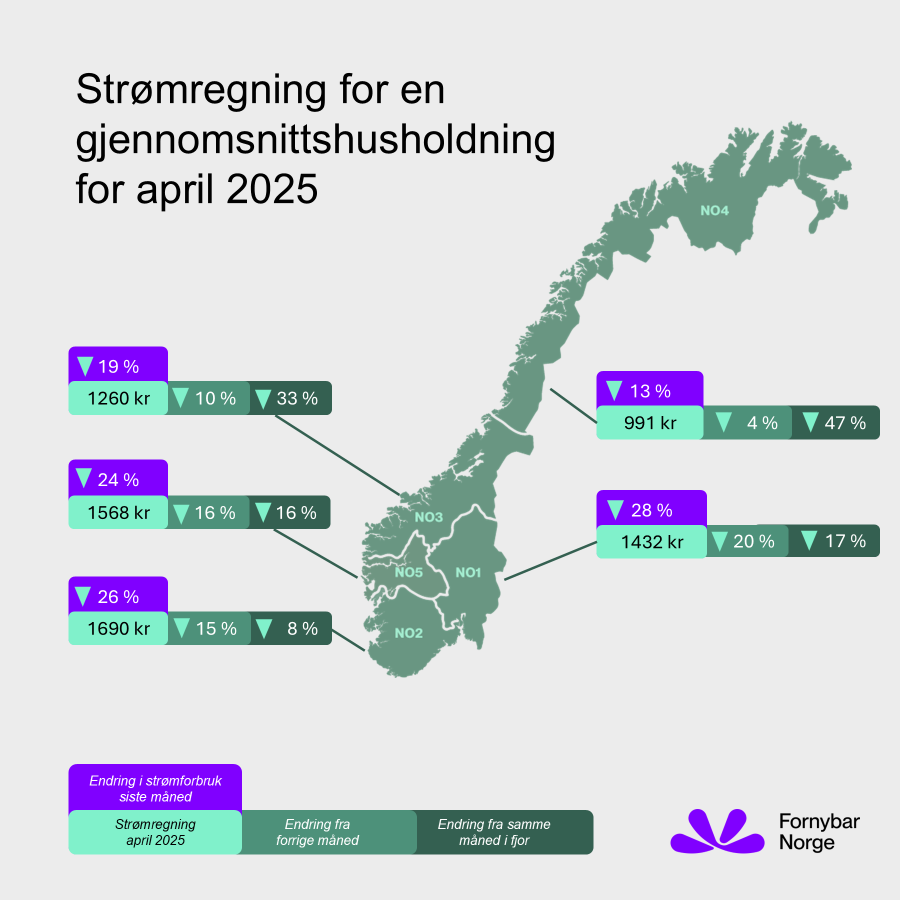 Strømregning for en
gjennomsnittshusholdning
for april 2025
NO4
19 %
1260 kr
10 %
33 %
13 %
991 kr
4 %
47 %
24 %
1568 kr
16 %
16 %
28 %
1432 kr
20 %
17 %
NO3
NO5
NO1
NO2
26 %
1690 kr
15 %
8 %
Endring i strømforbruk
siste måned
Strømregning
april 2025
Endring fra
forrige måned
Endring fra samme
måned i fjor
Fornybar
Norge